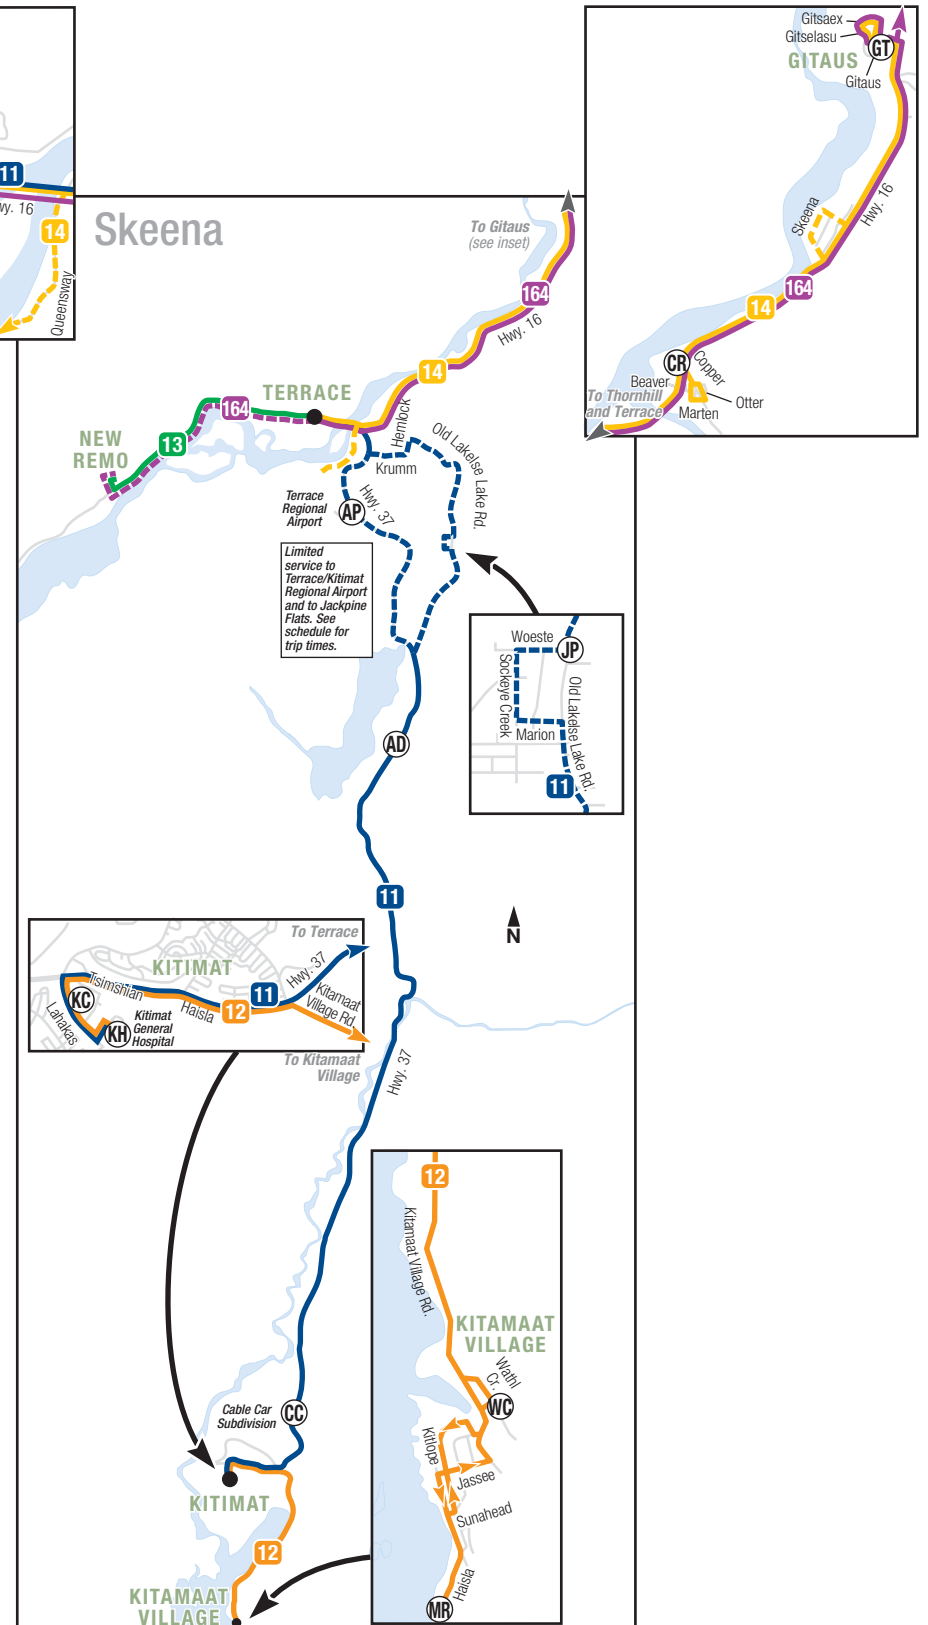 Gitsaex
Gitselasu
GT
GITAUS
Gitaus
Skeena
Hwy. 16
164
14
CR
Copper
Beaver
To Thornhill
and Terrace
Otter
Marten
11
wy. 16
14
Queensway
Skeena
To Gitaus
(see inset)
164
Hwy. 16
14
TERRACE
164
Hemlock
NEW
REMO
13
Old Lakelse Lake Rd.
Krumm
Terrace
Regional
Airport
AP
Hwy. 37
Limited
service to
Terrace/Kitimat
Regional Airport
and to Jackpine
Flats. See
schedule for
trip times.
Woeste
JP
Sockeye Creek
Old Lakelse Lake Rd.
Marion
11
AD
11
N
To Terrace
KITIMAT
Hwy. 37
Tsimshian
KC
11
12
Haisla
Kitamaat
Village Rd.
Lahakas
KH
Kitimat
General
Hospital
To Kitamaat
Village
Hwy. 37
12
Kitamaat Village Rd.
KITAMAAT
VILLAGE
Wathl
Cr.
WC
Kitlope
Jassee
Sunahead
Haisla
MR
Cable Car
Subdivision
CC
KITIMAT
12
KITAMAAT
VILLAGE